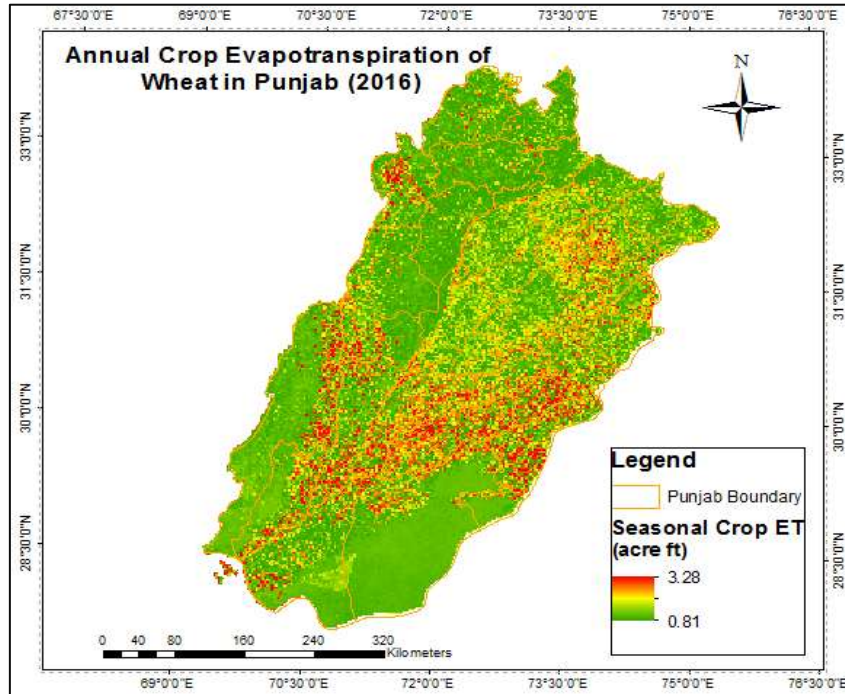 67°30'0"E 69°0'0"E 70°30'0"E 72°0'0"E 73°30'0"E 75°0'0"E 76°30'0"E
Annual Crop Evapotranspiration of
Wheat in Punjab (2016)
N
33°0'0"N
31°30'0"N
30°0'0"N
28°30'0"N
33°0'0"N
31°30'0"N
30°0'0"N
28°30'0"N
Legend
Punjab Boundary
Seasonal Crop ET
(acre ft)
3.28
0.81
0 40 80 160 240 320
Kilometers
69°0'0"E 70°30'0"E 72°0'0"E 73°30'0"E 75°0'0"E 76°30'0"E